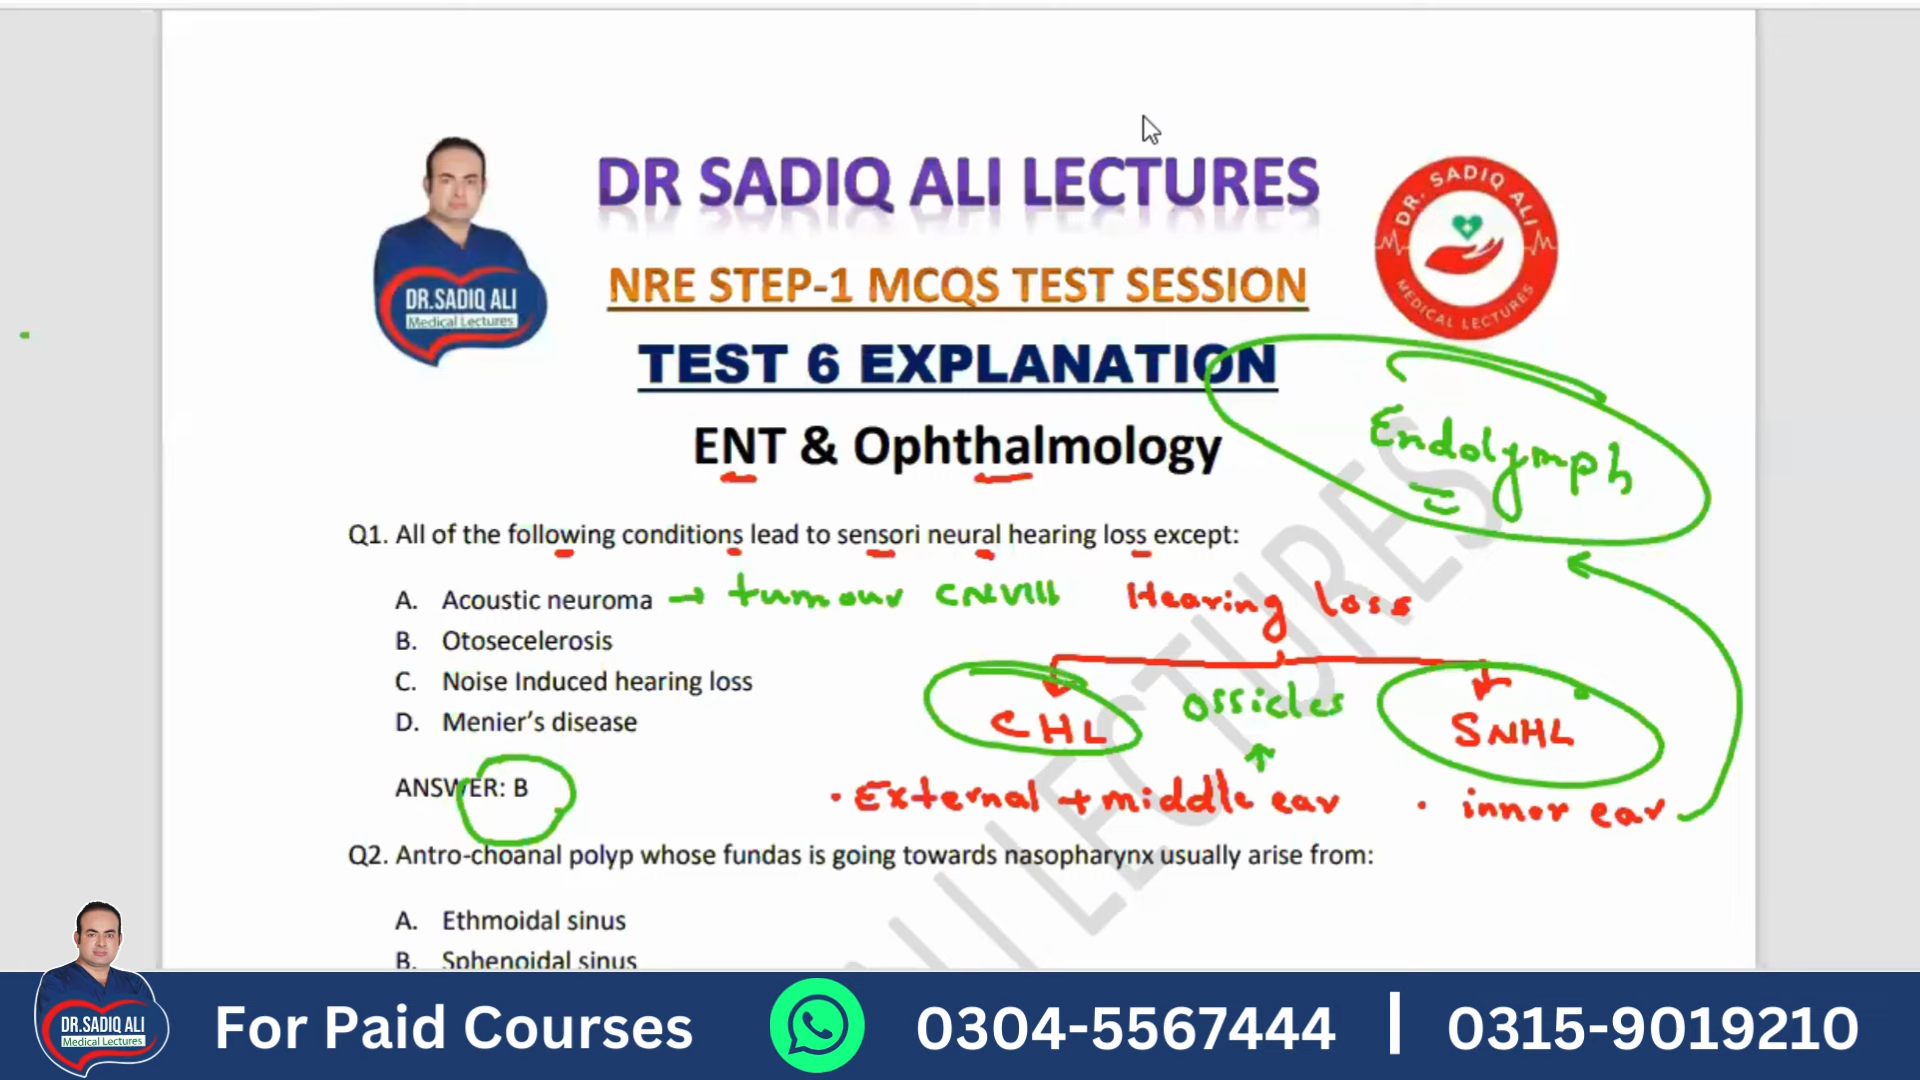 DR SADIQ ALI LECTURES
DR. SADIQ ALI
MEDICAL LECTURES
DR.SADIQ ALI
Medical Lectures
NRE STEP-1 MCQS TEST SESSION
TEST 6 EXPLANATION
ENT & Ophthalmology
Endolymph
Q1. All of the following conditions lead to sensori neural hearing loss except:
A. Acoustic neuroma → tumour CNVIII
Hearing loss
B. Otosecelerosis
C. Noise Induced hearing loss
D. Menier's disease
CHL
ossicles
SNHL
ANSWER: B
· External + middle ear
· inner ear
Q2. Antro-choanal polyp whose fundas is going towards nasopharynx usually arise from:
A. Ethmoidal sinus
B. Sphenoidal sinus
ALI LECTURES
DR.SADIQ ALI
Medical Lectures
For Paid Courses
0304-5567444 | 0315-9019210